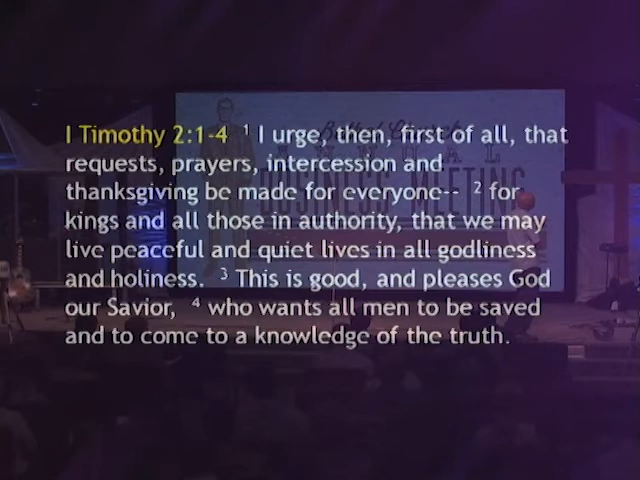 I Timothy 2:1-4 ¹ I urge, then, first of all, that
requests, prayers, intercession and
thanksgiving be made for everyone-- ² for
kings and all those in authority, that we may
live peaceful and quiet lives in all godliness
and holiness. ³ This is good, and pleases God
our Savior, ⁴ who wants all men to be saved
and to come to a knowledge of the truth.
ANNUAL
BUSINESS MEETING